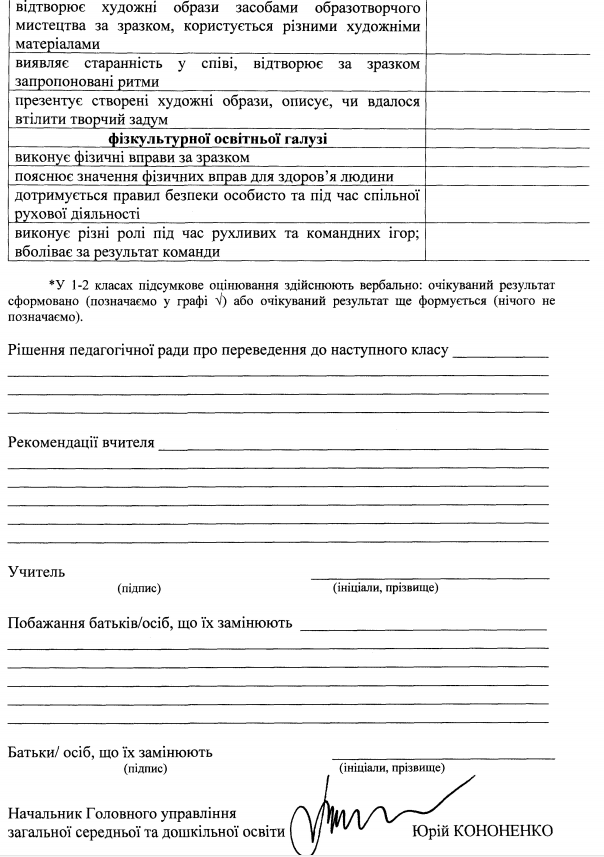 відтворює художні образи засобами образотворчого
мистецтва за зразком, користується різними художніми
матеріалами
виявляє старанність у співі, відтворює за зразком
запропоновані ритми
презентує створені художні образи, описує, чи вдалося
втілити творчий задум
фізкультурної освітньої галузі
виконує фізичні вправи за зразком
пояснює значення фізичних вправ для здоров’я людини
дотримується правил безпеки особисто та під час спільної
рухової діяльності
виконує різні ролі під час рухливих та командних ігор;
вболіває за результат команди
*У 1-2 класах підсумкове оцінювання здійснюють вербально: очікуваний результат
сформовано (позначаємо у графі √) або очікуваний результат ще формується (нічого не
позначаємо).
Рішення педагогічної ради про переведення до наступного класу
Рекомендації вчителя
Учитель
(підпис) (ініціали, прізвище)
Побажання батьків/осіб, що їх замінюють
Батьки/ осіб, що їх замінюють
(підпис) (ініціали, прізвище)
Начальник Головного управління
загальної середньої та дошкільної освіти Юрій КОНОНЕНКО